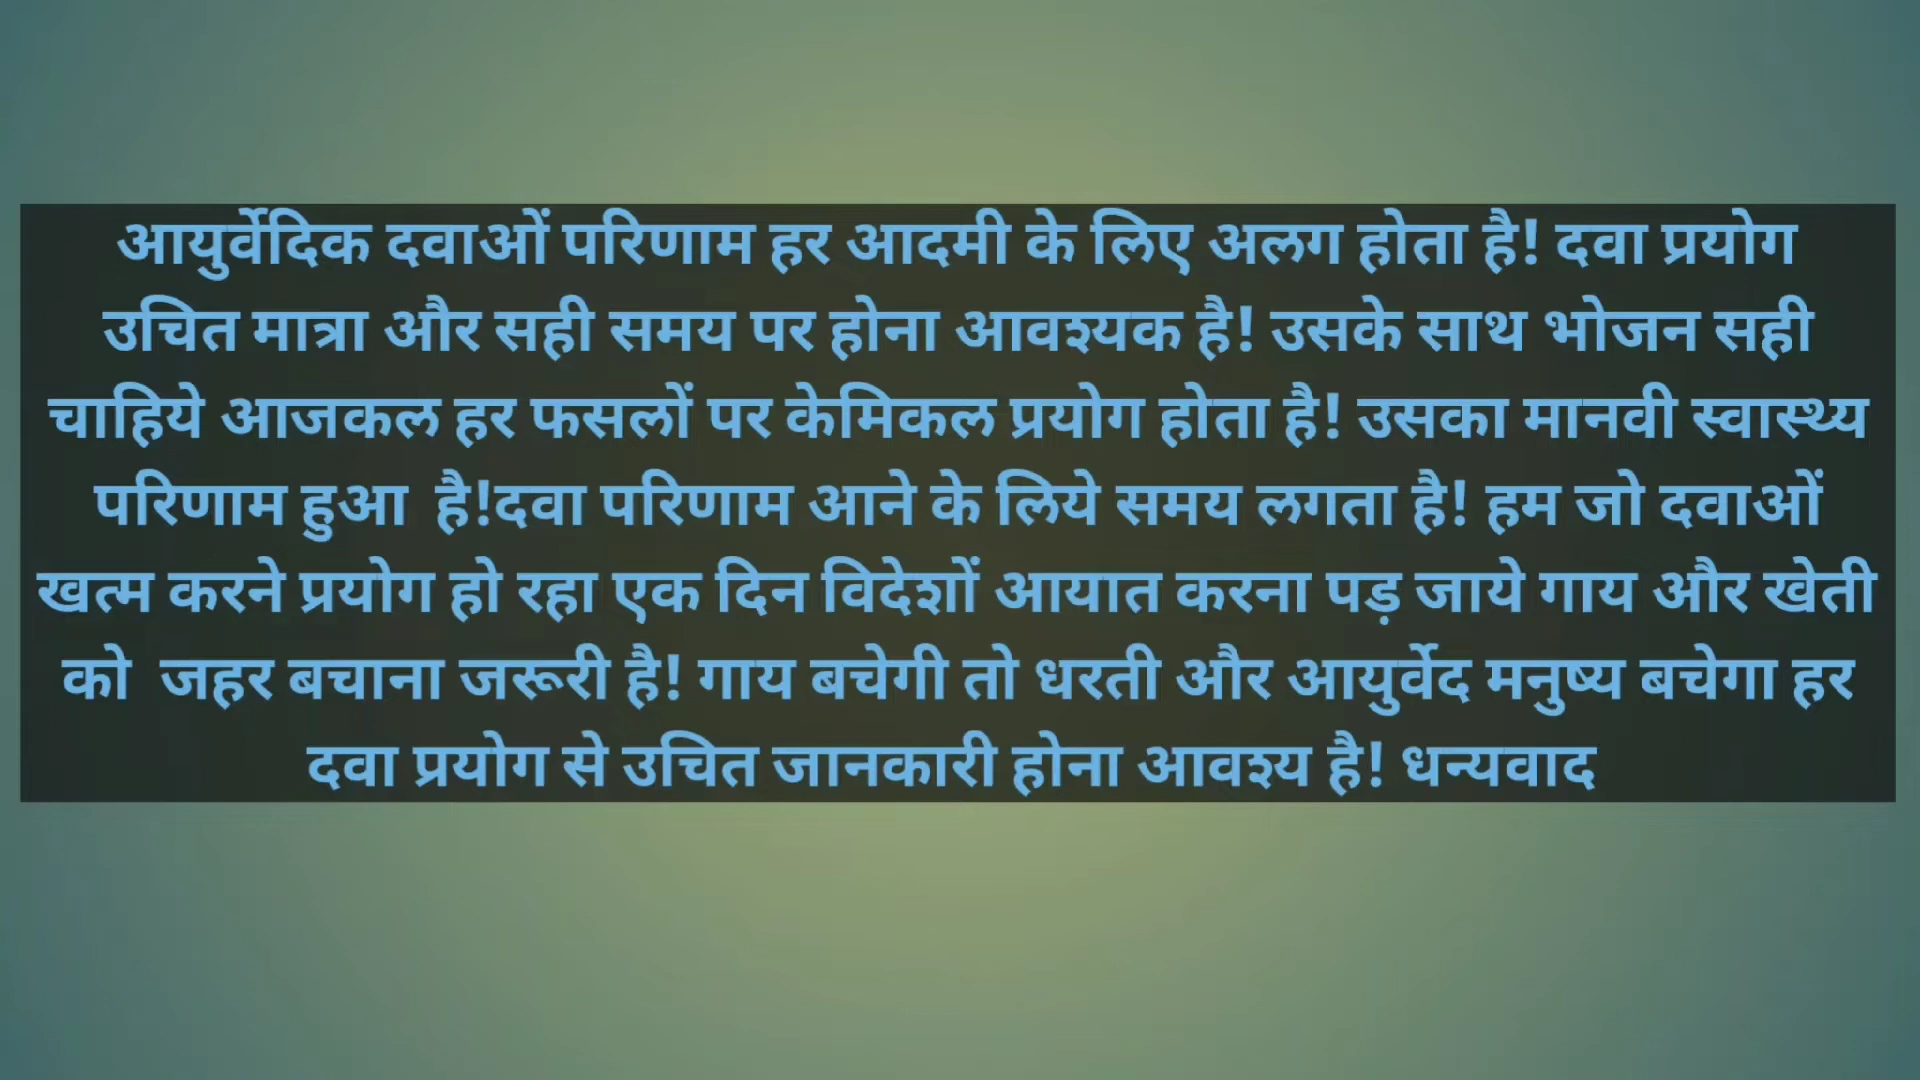 आयुर्वेदिक दवाओं परिणाम हर आदमी के लिए अलग होता है! दवा प्रयोग
उचित मात्रा और सही समय पर होना आवश्यक है! उसके साथ भोजन सही
चाहिये आजकल हर फसलों पर केमिकल प्रयोग होता है! उसका मानवी स्वास्थ्य
परिणाम हुआ  है!दवा परिणाम आने के लिये समय लगता है! हम जो दवाओं
खत्म करने प्रयोग हो रहा एक दिन विदेशों आयात करना पड़ जाये गाय और खेती
को  जहर बचाना जरूरी है! गाय बचेगी तो धरती और आयुर्वेद मनुष्य बचेगा हर
दवा प्रयोग से उचित जानकारी होना आवश्य है! धन्यवाद